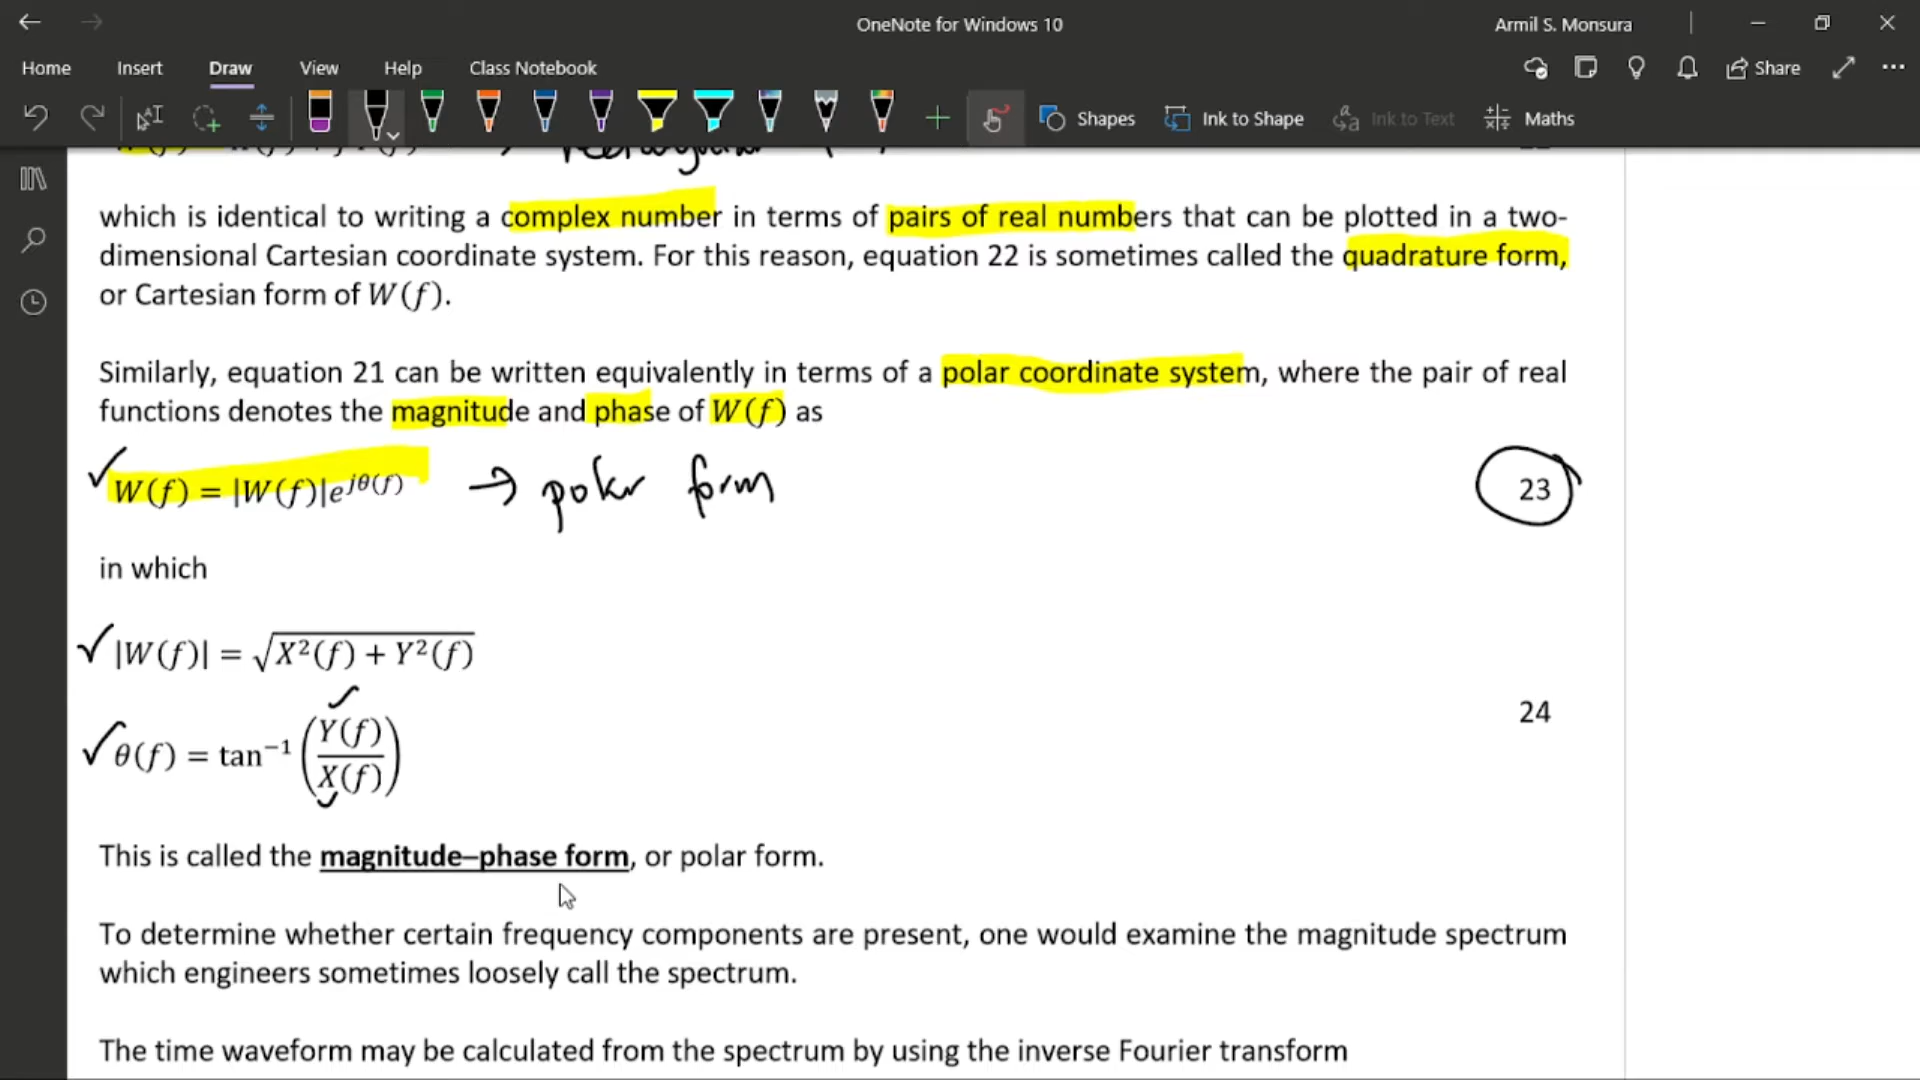 OneNote for Windows 10
Armil S. Monsura
Home Insert Draw View Help Class Notebook
Share
Shapes Ink to Shape Ink to Text Maths
which is identical to writing a complex number in terms of pairs of real numbers that can be plotted in a two-
dimensional Cartesian coordinate system. For this reason, equation 22 is sometimes called the quadrature form,
or Cartesian form of W(f).
Similarly, equation 21 can be written equivalently in terms of a polar coordinate system, where the pair of real
functions denotes the magnitude and phase of W(f) as
✓ W(f) = |W(f)|e^{jθ(f)} → polar form 23
in which
✓ |W(f)| = √(X²(f) + Y²(f))
✓ θ(f) = tan⁻¹(Y(f)/X(f)) 24
This is called the magnitude–phase form, or polar form.
To determine whether certain frequency components are present, one would examine the magnitude spectrum
which engineers sometimes loosely call the spectrum.
The time waveform may be calculated from the spectrum by using the inverse Fourier transform